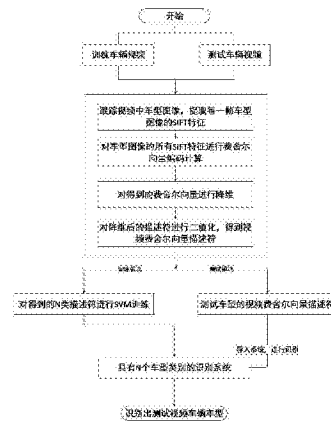 开始
训练车辆视频
测试车辆视频
跟踪视频中车型图像，提取每一帧车型
图像的SIFT特征
对车型图像的所有SIFT特征进行费舍尔
向量编码计算
对得到的费舍尔向量进行降维
对降维后的描述符进行二值化，得到视
频费舍尔向量描述符
对得到的N类描述符进行SVM训练
测试车型的视频费舍尔向量描述符
输入系统，进行识别
具有N个车型类别的识别系统
识别出测试视频车辆车型